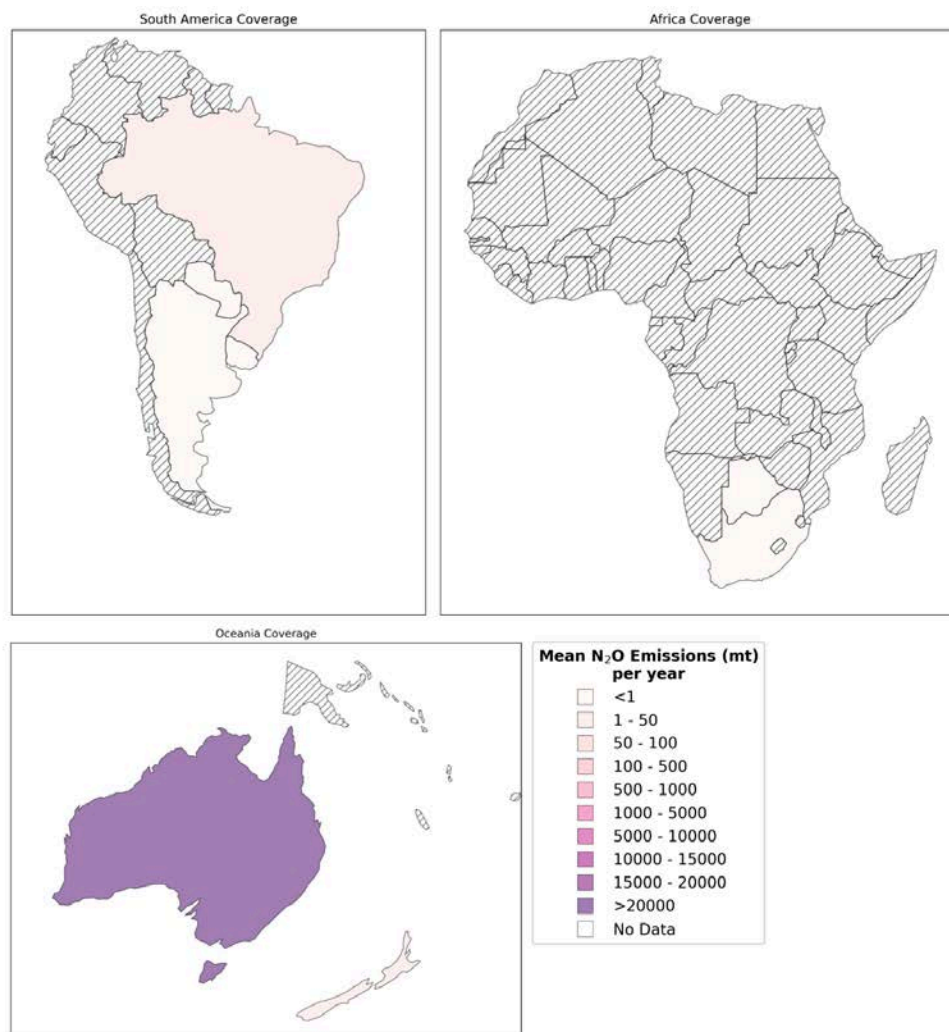 South America Coverage
Africa Coverage
Oceania Coverage
Mean N₂O Emissions (mt)
per year
<1
1 - 50
50 - 100
100 - 500
500 - 1000
1000 - 5000
5000 - 10000
10000 - 15000
15000 - 20000
>20000
No Data